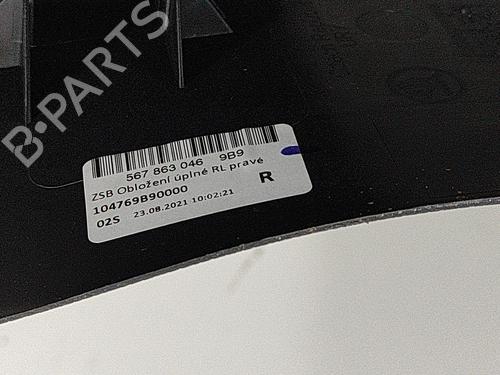 B-PARTS
567 863 046 9B9
ZSB Obložení úplné RL pravé
104769B90000 R
02S 23.08.2021 10:02:21